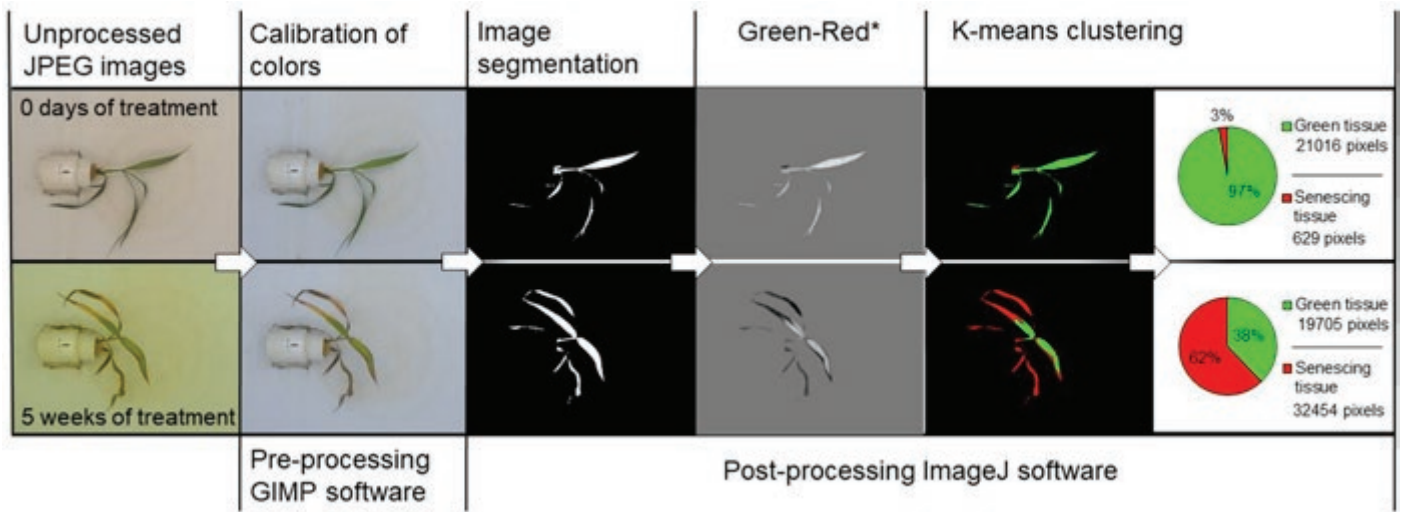 Unprocessed
JPEG images
Calibration of
colors
Image
segmentation
Green-Red*
K-means clustering
0 days of treatment
3%
97%
Green tissue
21016 pixels
Senescing
tissue
629 pixels
5 weeks of treatment
38%
62%
Green tissue
19705 pixels
Senescing
tissue
32454 pixels
Pre-processing
GIMP software
Post-processing ImageJ software